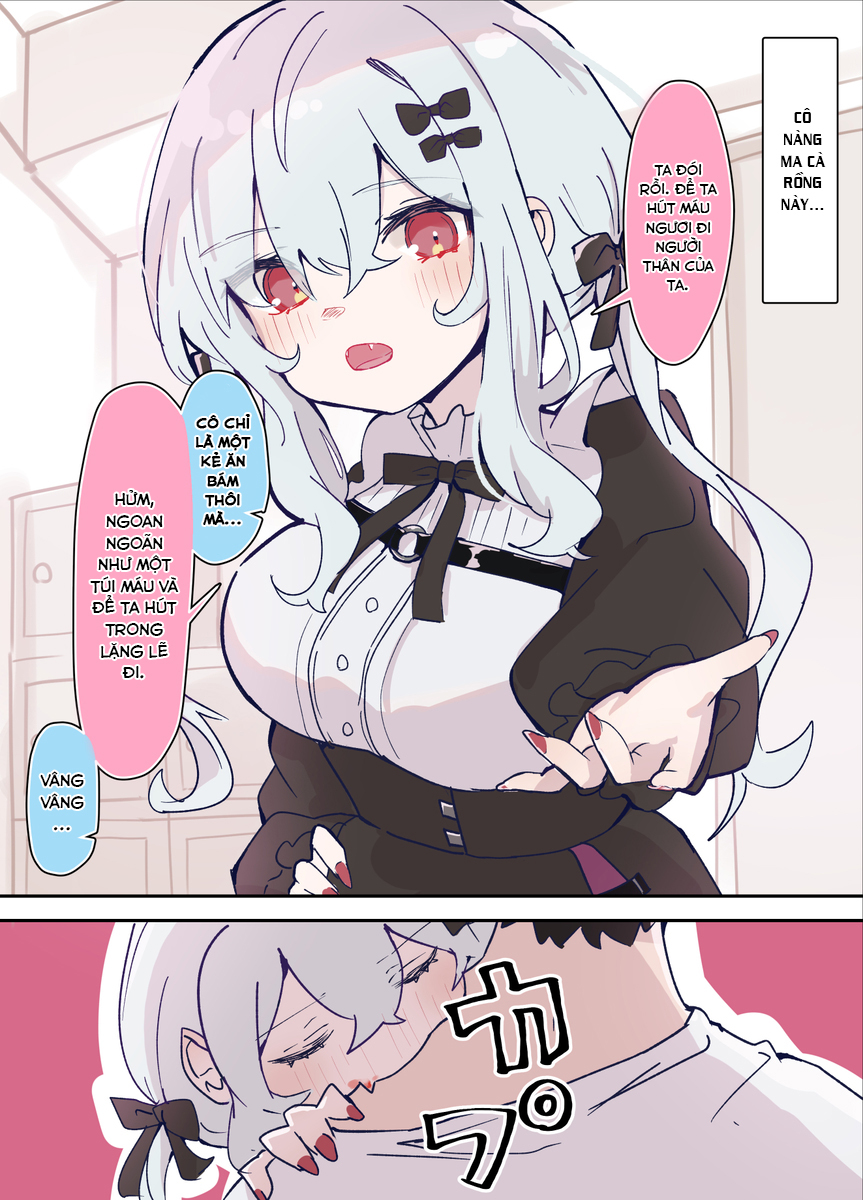 CÔ
NÀNG
MA CÀ
RỒNG
NÀY...
TA ĐÓI
RỒI. ĐỂ TA
HÚT MÁU
NGƯƠI ĐI
NGƯỜI
THÂN CỦA
TA.
CÔ CHỈ
LÀ MỘT
KẺ ĂN
BÁM
THÔI
MÀ...
HỬM,
NGOAN
NGOÃN
NHƯ MỘT
TÚI MÁU VÀ
ĐỂ TA HÚT
TRONG
LẶNG LẼ
ĐI.
VÂNG
VÂNG
...
カプ